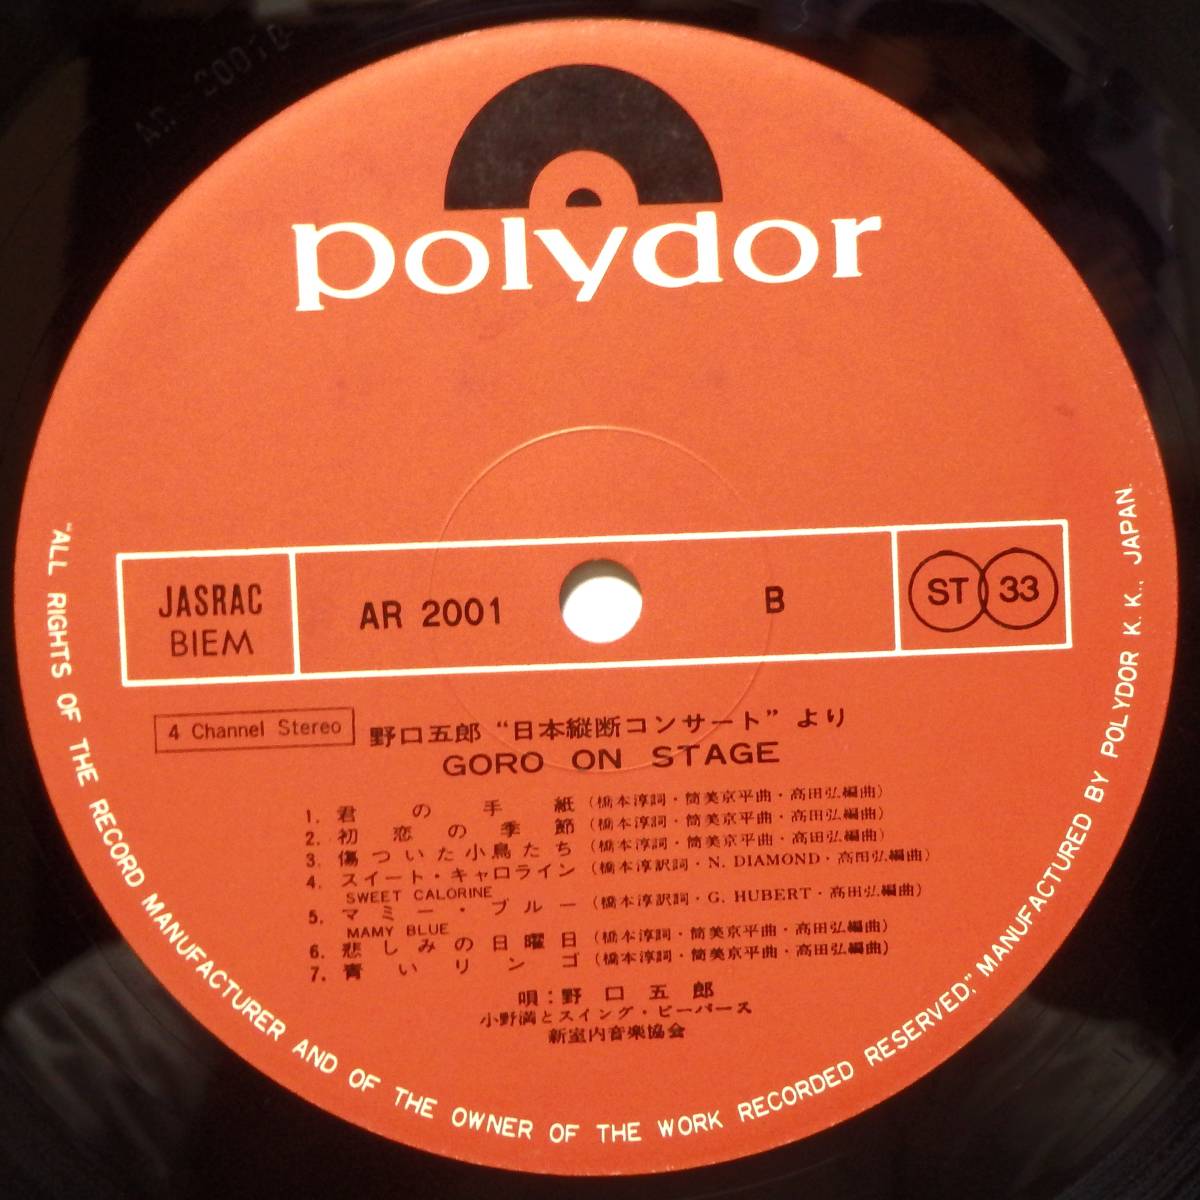 polydor
JASRAC
BIEM
AR 2001
B
ST 33
4 Channel Stereo
野口五郎 “日本縦断コンサート” より
GORO ON STAGE
1. 君の手紙 (橋本淳詞・筒美京平曲・高田弘編曲)
2. 初恋の季節 (橋本淳詞・筒美京平曲・高田弘編曲)
3. 傷ついた小鳥たち (橋本淳詞・筒美京平曲・高田弘編曲)
4. スイート・キャロライン (橋本淳訳詞・N. DIAMOND・高田弘編曲)
SWEET CALORINE
5. マミー・ブルー (橋本淳訳詞・G. HUBERT・高田弘編曲)
MAMY BLUE
6. 悲しみの日曜日 (橋本淳詞・筒美京平曲・高田弘編曲)
7. 青いリンゴ (橋本淳詞・筒美京平曲・高田弘編曲)
唄：野口五郎
小野満とスイング・ビーバース
新室内音楽協会
“ALL RIGHTS OF THE RECORD MANUFACTURER AND OF THE OWNER OF THE WORK RECORDED RESERVED,” MANUFACTURED BY POLYDOR K. K., JAPAN.